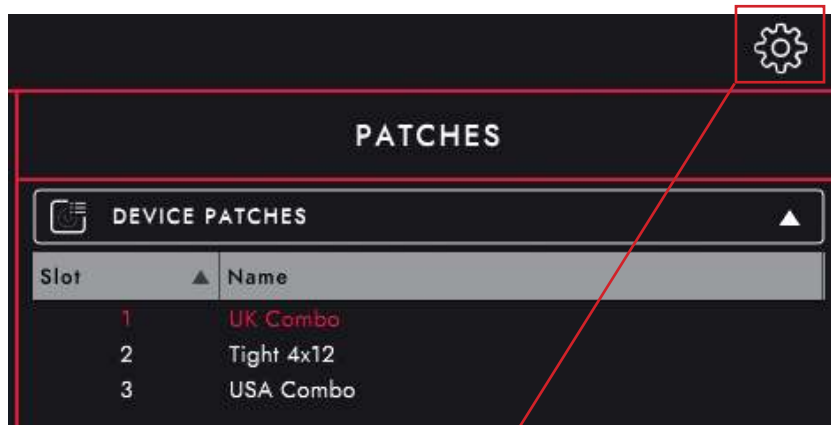 PATCHES
DEVICE PATCHES
Slot Name
1 UK Combo
2 Tight 4x12
3 USA Combo